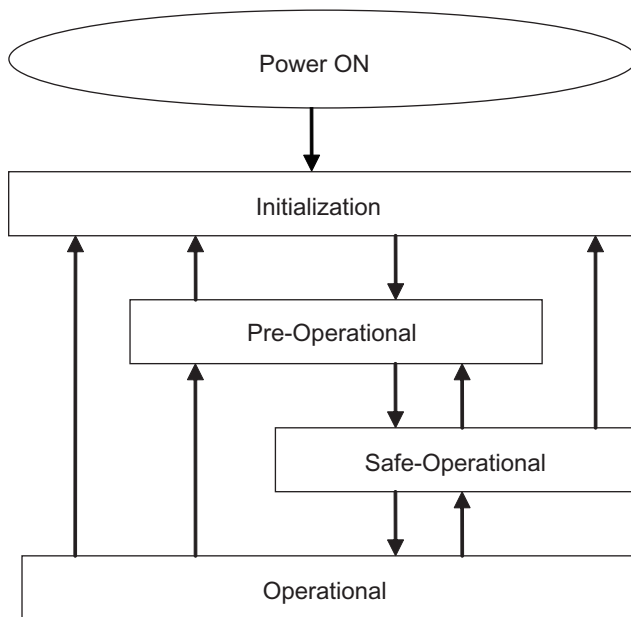 Power ON
Initialization
Pre-Operational
Safe-Operational
Operational